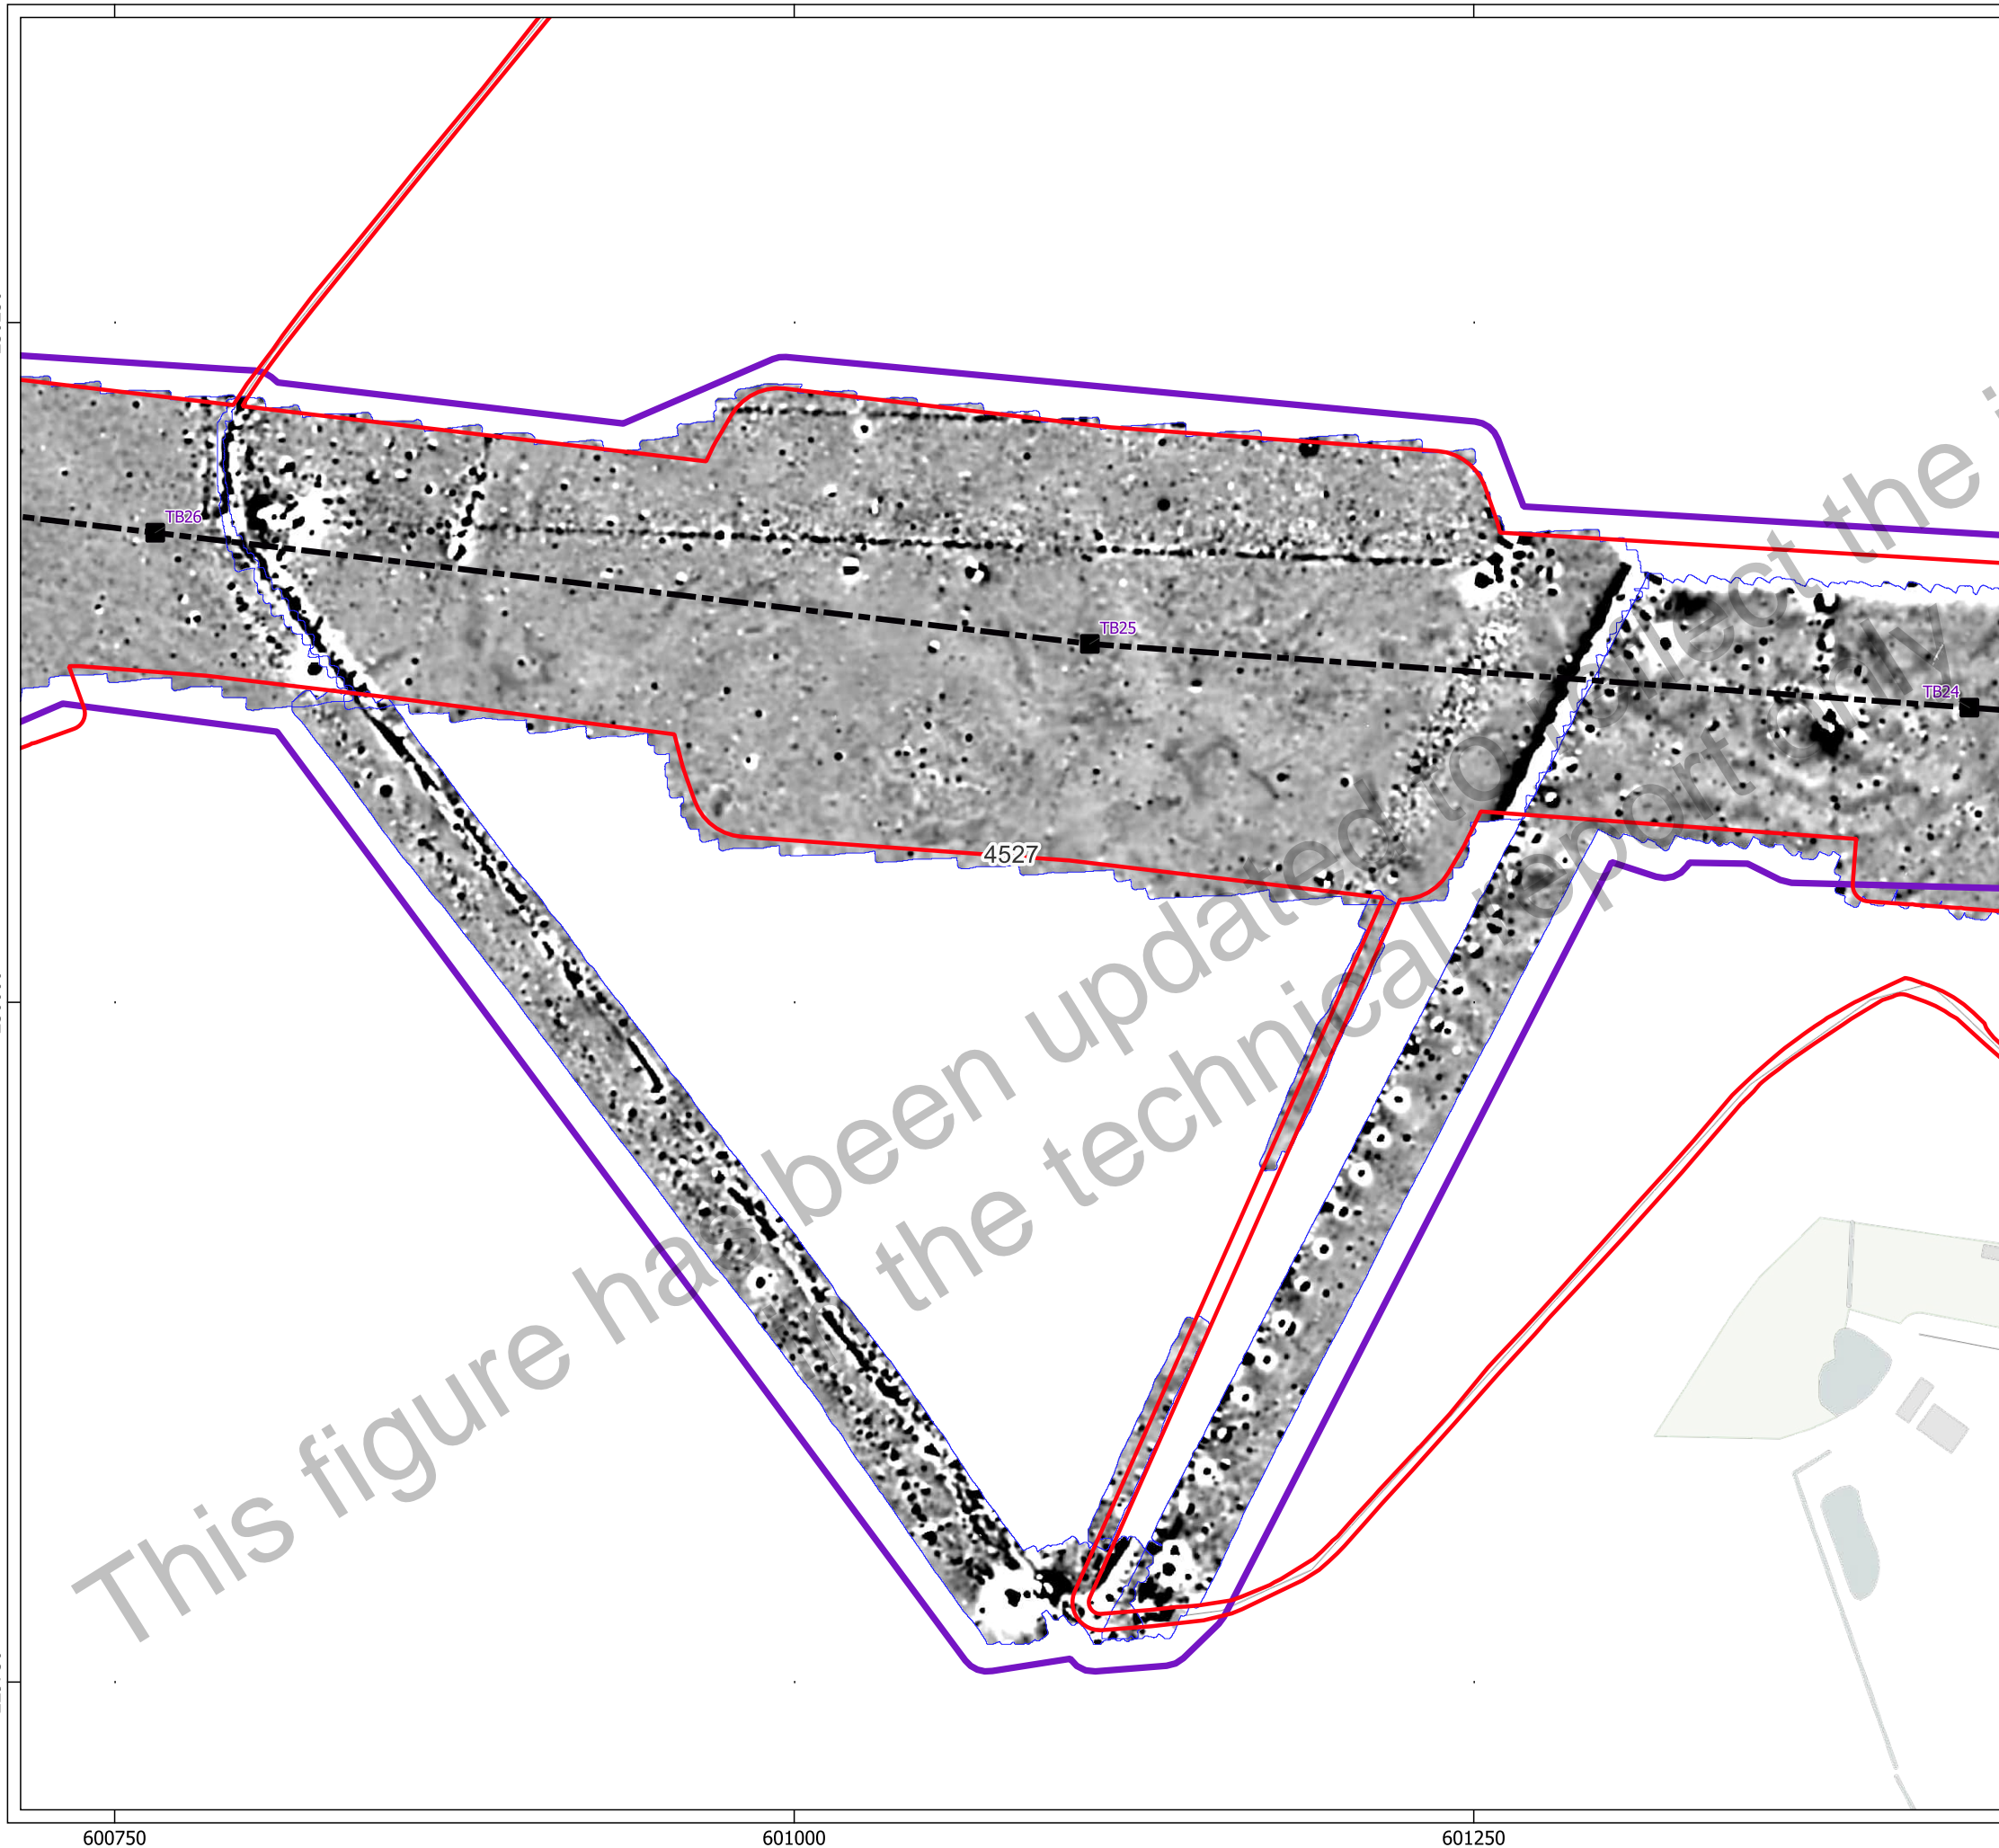 TB26
TB25
TB24
4527
This figure has been updated to reflect the
the technical report only
600750
601000
601250